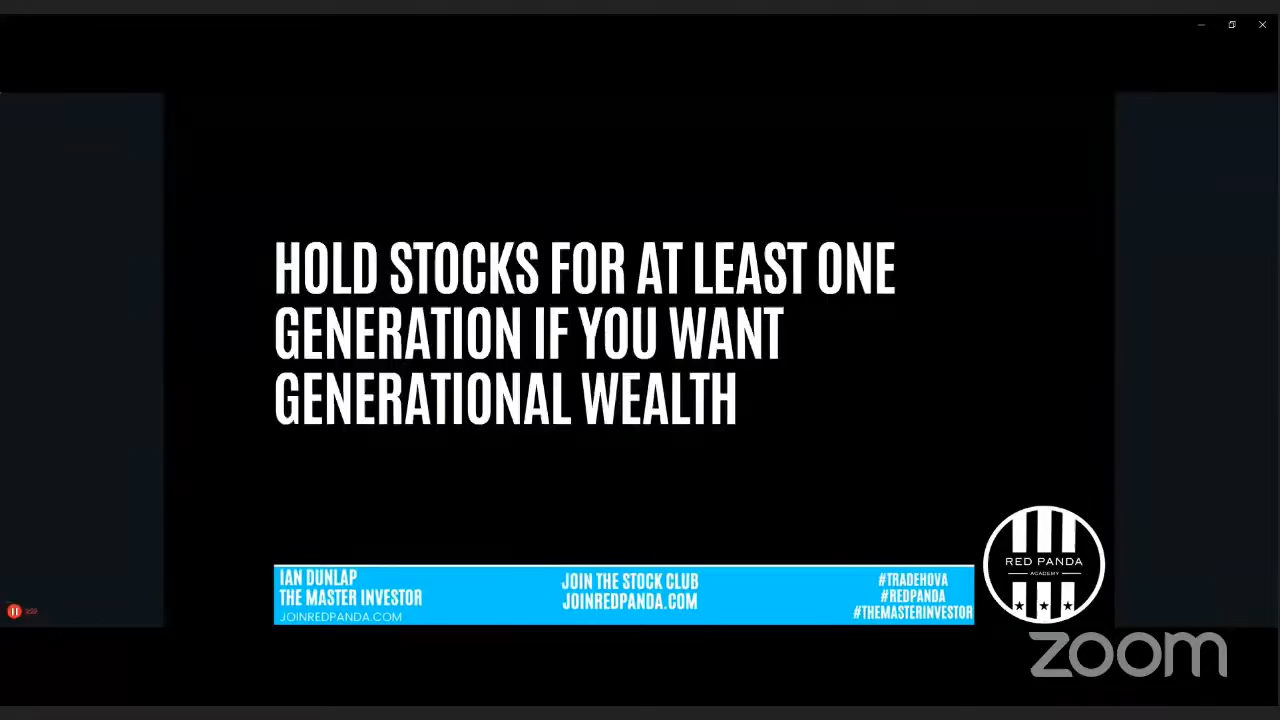 HOLD STOCKS FOR AT LEAST ONE
GENERATION IF YOU WANT
GENERATIONAL WEALTH
IAN DUNLAP
THE MASTER INVESTOR
JOINREDPANDA.COM
JOIN THE STOCK CLUB
JOINREDPANDA.COM
#TRADEHOVA
#REDPANDA
#THEMASTERINVESTOR
RED PANDA
ACADEMY
zoom